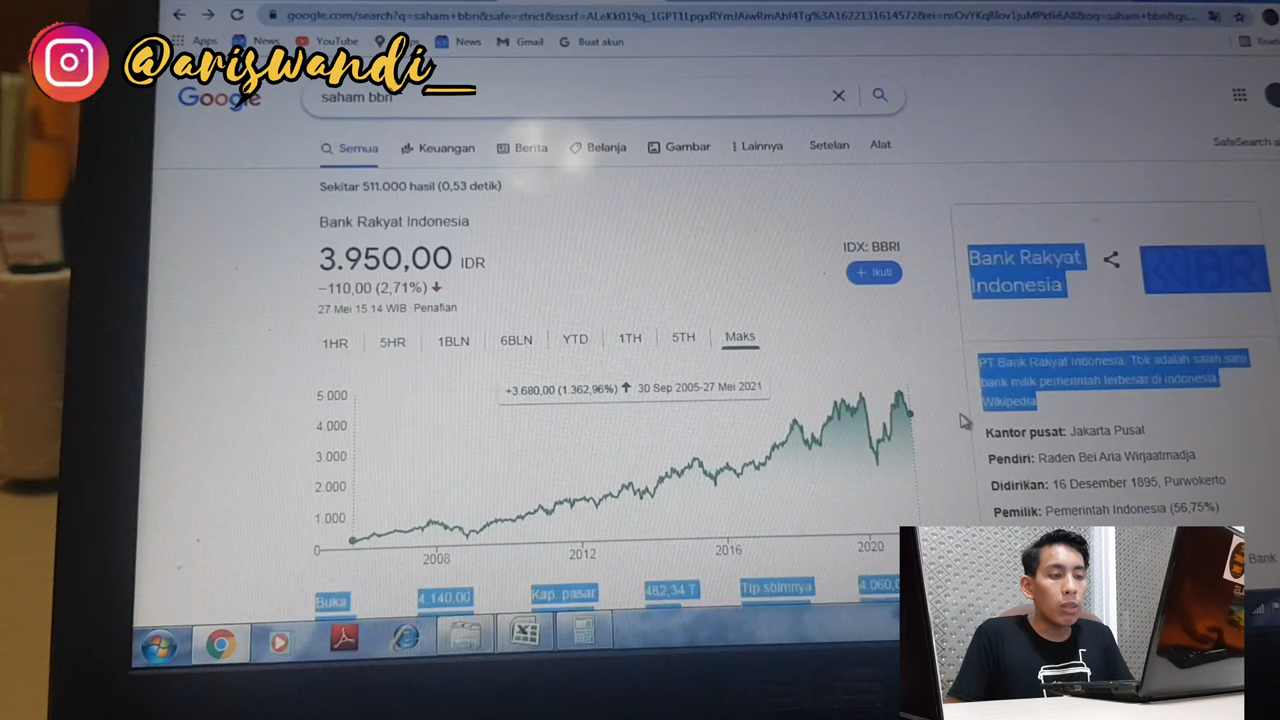 @ariswandi_
Apps
News
YouTube
News
Gmail
Buat akun
Google
saham bbri
SafeSearch
Semua
Keuangan
Berita
Belanja
Gambar
Lainnya
Setelan
Alat
Sekitar 511.000 hasil (0,53 detik)
Bank Rakyat Indonesia
3.950,00 IDR
−110,00 (2,71%)
27 Mei 15.14 WIB · Penafian
IDX: BBRI
+ Ikuti
1HR
5HR
1BLN
6BLN
YTD
1TH
5TH
Maks
+3.680,00 (1.362,96%) 30 Sep 2005-27 Mei 2021
5.000
4.000
3.000
2.000
1.000
0
2008
2012
2016
2020
Buka
4.140,00
Kap. pasar
482,34 T
Bank Rakyat
Indonesia
PT Bank Rakyat Indonesia. Tbk adalah salah satu
bank milik pemerintah terbesar di indonesia
Wikipedia
Kantor pusat: Jakarta Pusat
Pendiri: Raden Bei Aria Wirjaatmadja
Didirikan: 16 Desember 1895, Purwokerto
Pemilik: Pemerintah Indonesia (56,75%)
Bank